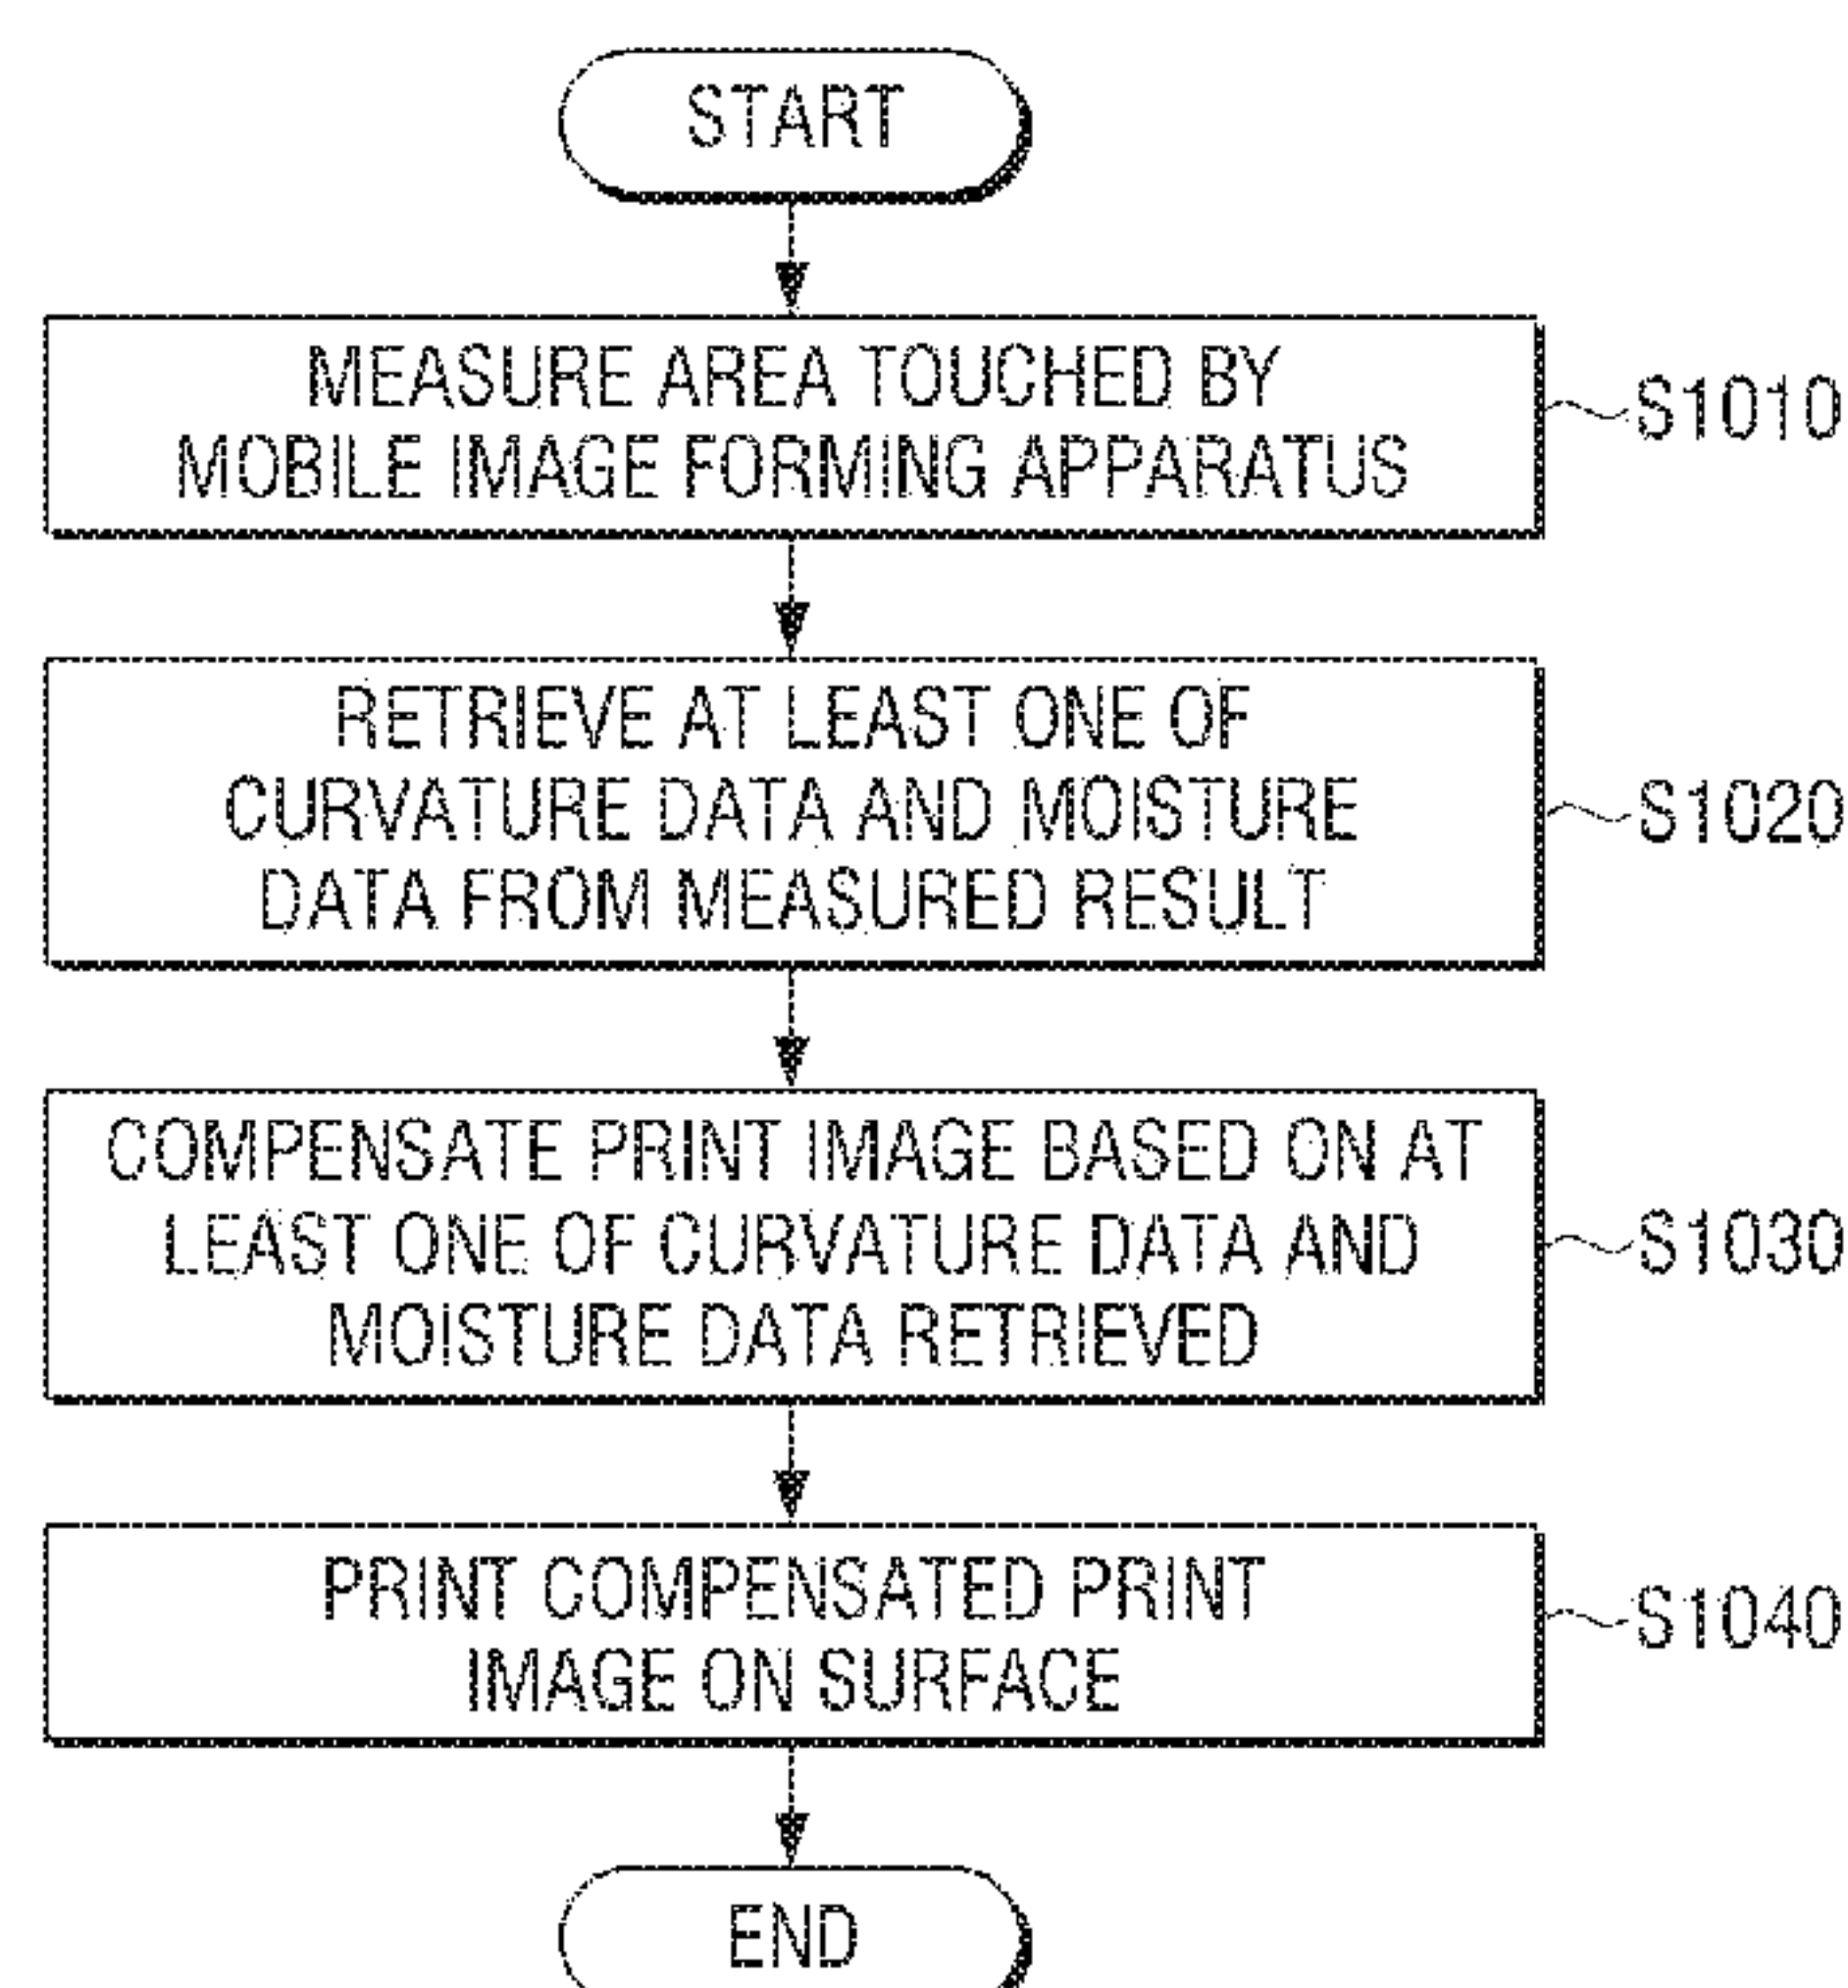 START
MEASURE AREA TOUCHED BY
MOBILE IMAGE FORMING APPARATUS
S1010
RETRIEVE AT LEAST ONE OF
CURVATURE DATA AND MOISTURE
DATA FROM MEASURED RESULT
S1020
COMPENSATE PRINT IMAGE BASED ON AT
LEAST ONE OF CURVATURE DATA AND
MOISTURE DATA RETRIEVED
S1030
PRINT COMPENSATED PRINT
IMAGE ON SURFACE
S1040
END